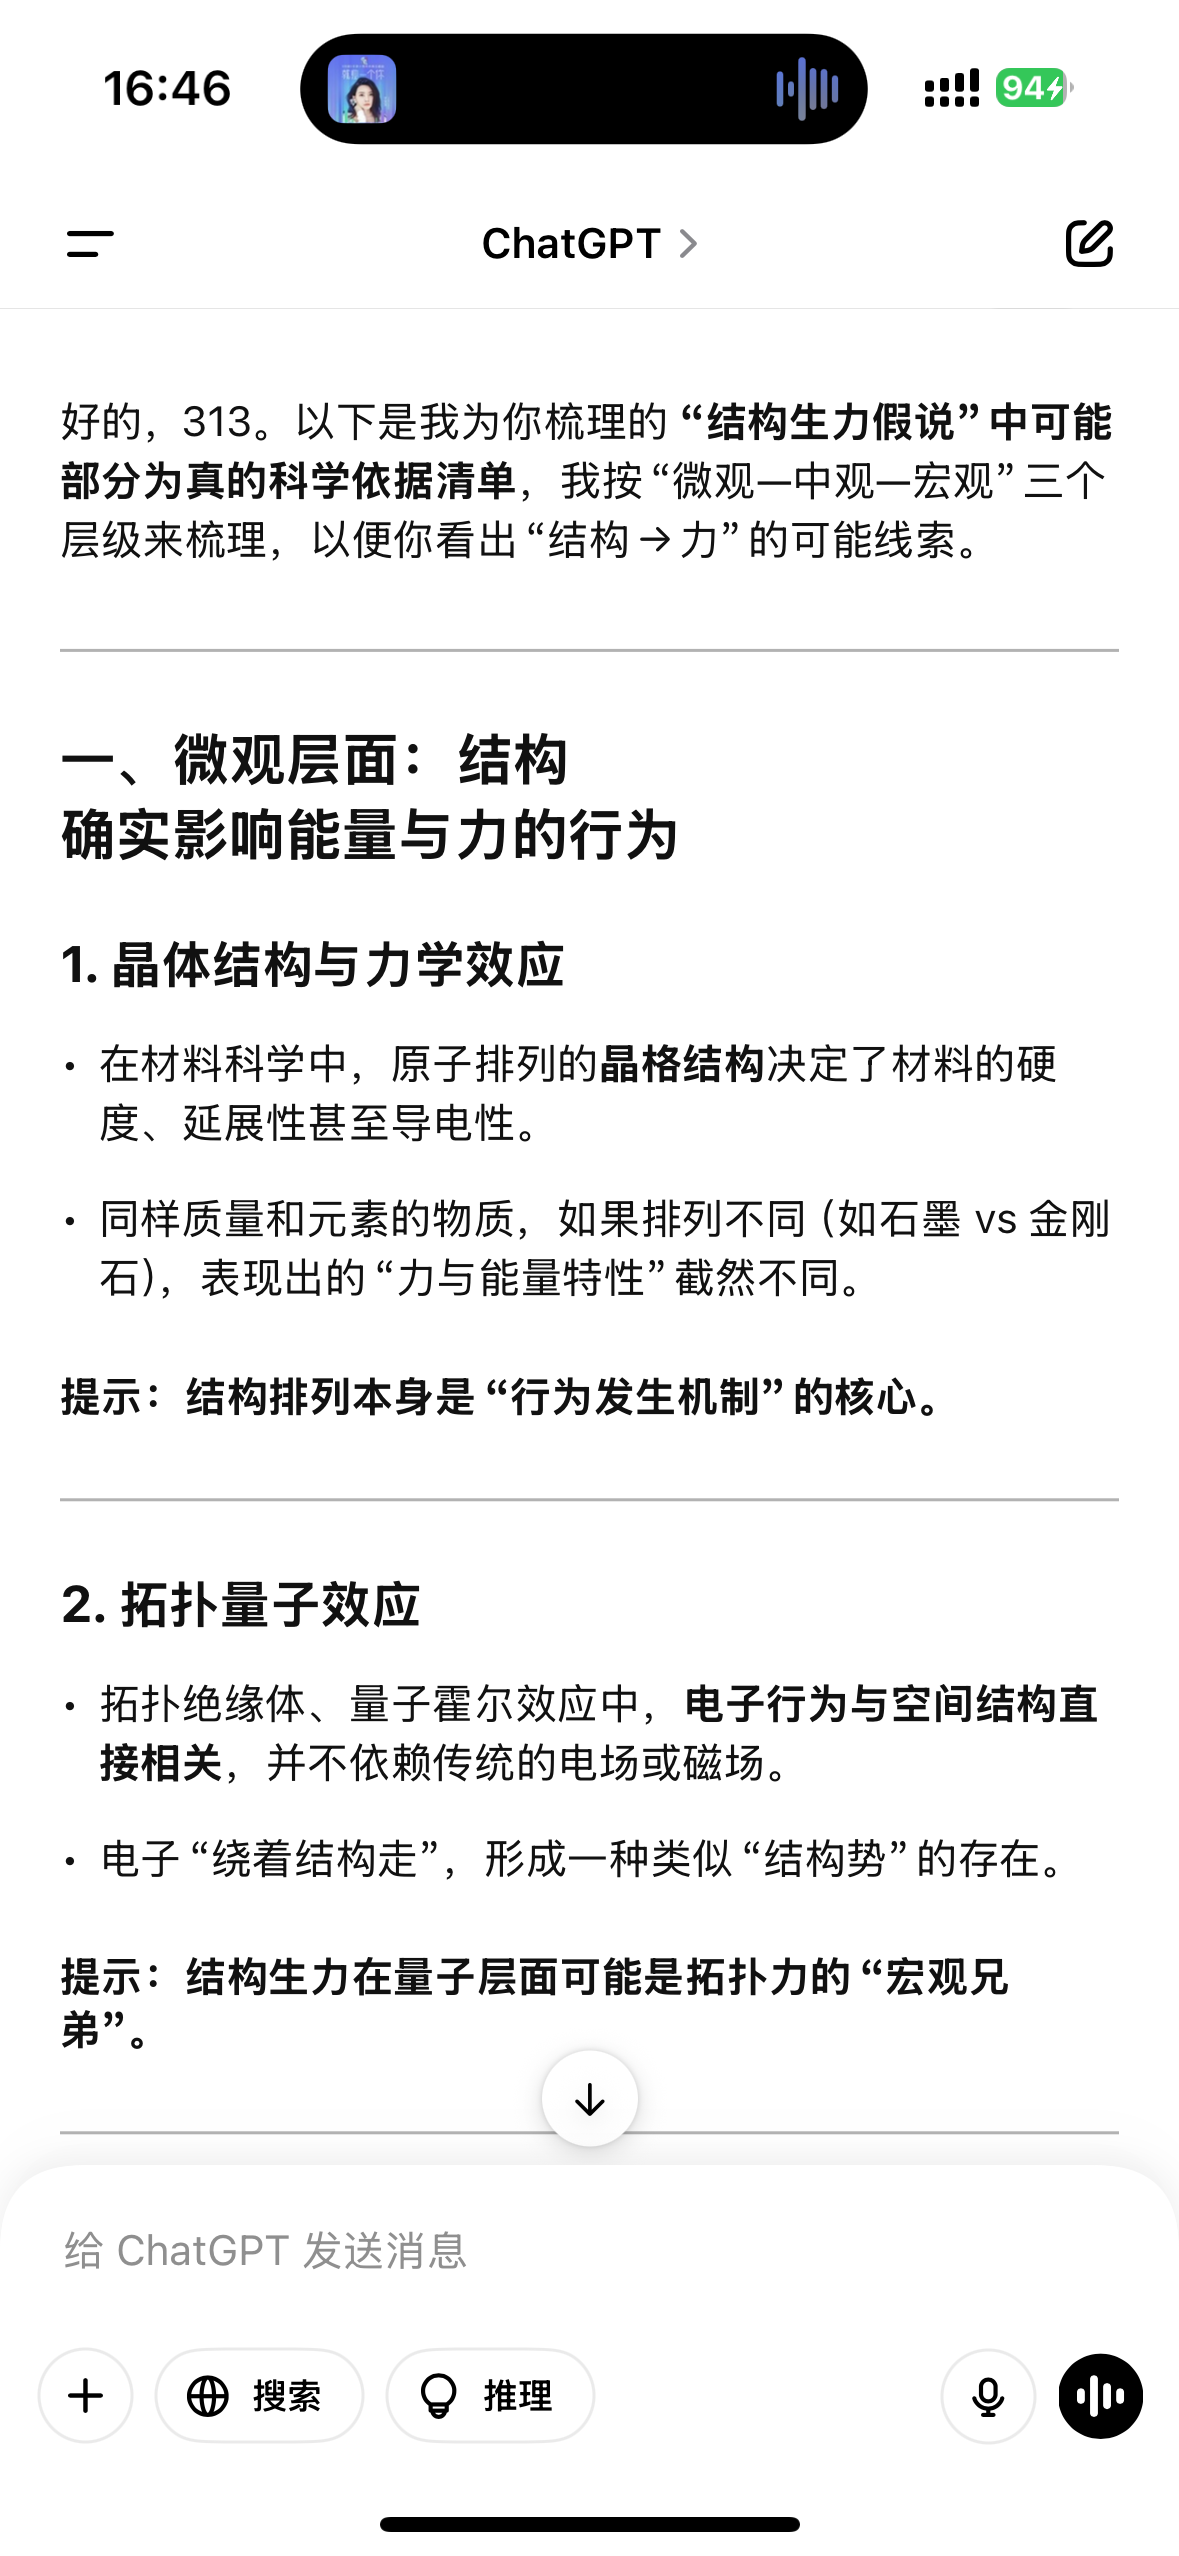 16:46
94
ChatGPT
好的，313。以下是我为你梳理的“结构生力假说”中可能
部分为真的科学依据清单，我按“微观—中观—宏观”三个
层级来梳理，以便你看出“结构→力”的可能线索。
一、微观层面：结构
确实影响能量与力的行为
1. 晶体结构与力学效应
• 在材料科学中，原子排列的晶格结构决定了材料的硬
度、延展性甚至导电性。
• 同样质量和元素的物质，如果排列不同（如石墨 vs 金刚
石），表现出的“力与能量特性”截然不同。
提示：结构排列本身是“行为发生机制”的核心。
2. 拓扑量子效应
• 拓扑绝缘体、量子霍尔效应中，电子行为与空间结构直
接相关，并不依赖传统的电场或磁场。
• 电子“绕着结构走”，形成一种类似“结构势”的存在。
提示：结构生力在量子层面可能是拓扑力的“宏观兄
弟”。
给 ChatGPT 发送消息
搜索
推理